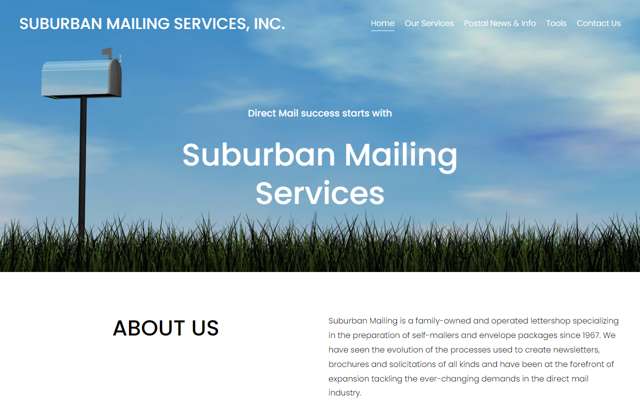 SUBURBAN MAILING SERVICES, INC.
Home Our Services Postal News & Info Tools Contact Us
Direct Mail success starts with
Suburban Mailing
Services
ABOUT US
Suburban Mailing is a family-owned and operated lettershop specializing
in the preparation of self-mailers and envelope packages since 1967. We
have seen the evolution of the processes used to create newsletters,
brochures and solicitations of all kinds and have been at the forefront of
expansion tackling the ever-changing demands in the direct mail
industry.